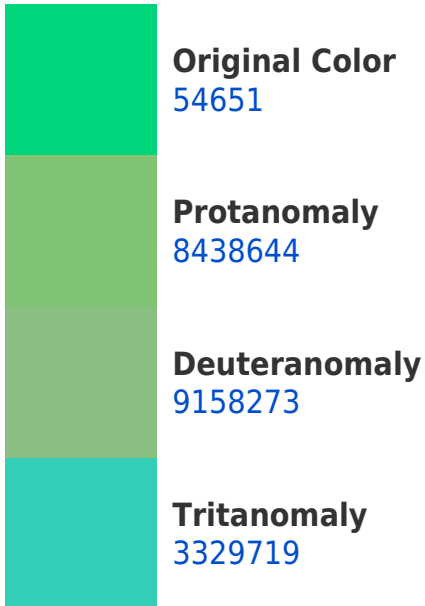 Original Color
54651
Protanomaly
8438644
Deuteranomaly
9158273
Tritanomaly
3329719